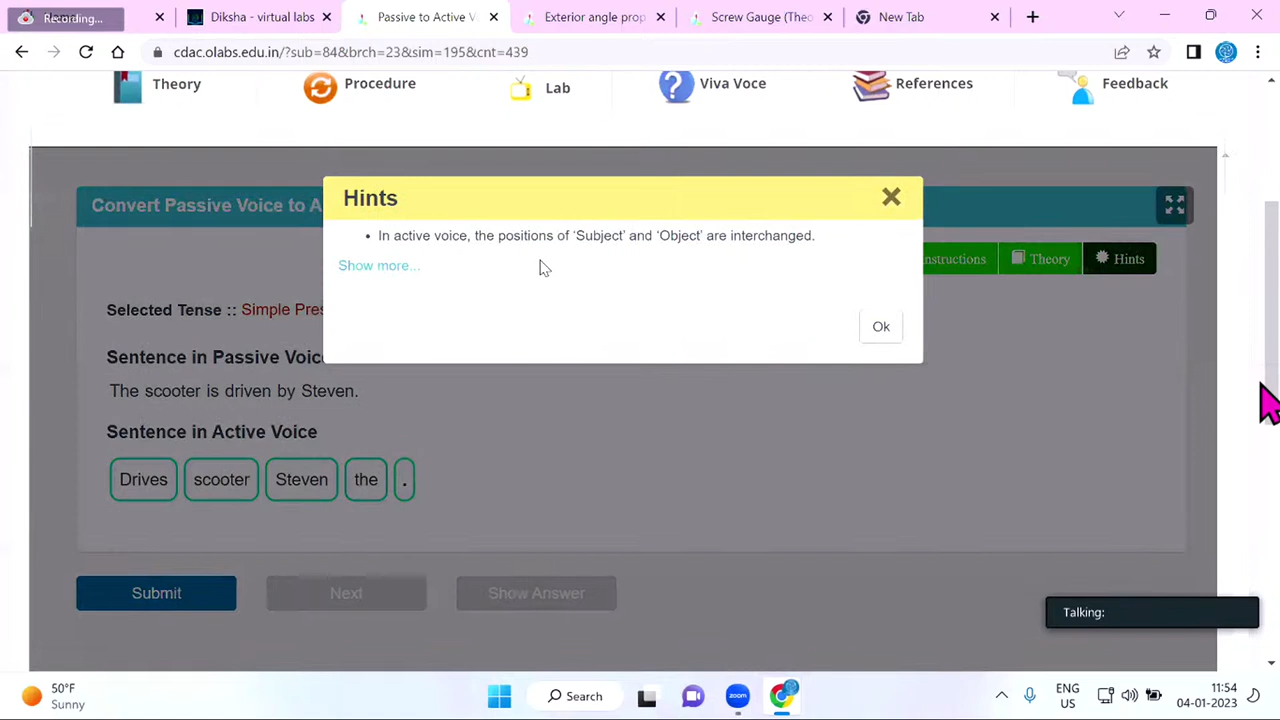 Recording...
Diksha - virtual labs
Passive to Active V
Exterior angle prop
Screw Gauge (Theo
New Tab
cdac.olabs.edu.in/?sub=84&brch=23&sim=195&cnt=439
Theory
Procedure
Lab
Viva Voce
References
Feedback
Convert Passive Voice to A
Hints
• In active voice, the positions of ‘Subject’ and ‘Object’ are interchanged.
Show more...
Ok
nstructions
Theory
Hints
Selected Tense :: Simple Pres
Sentence in Passive Voic
The scooter is driven by Steven.
Sentence in Active Voice
Drives scooter Steven the .
Submit
Next
Show Answer
Talking:
50°F
Sunny
Search
zoom
ENG
US
11:54
04-01-2023